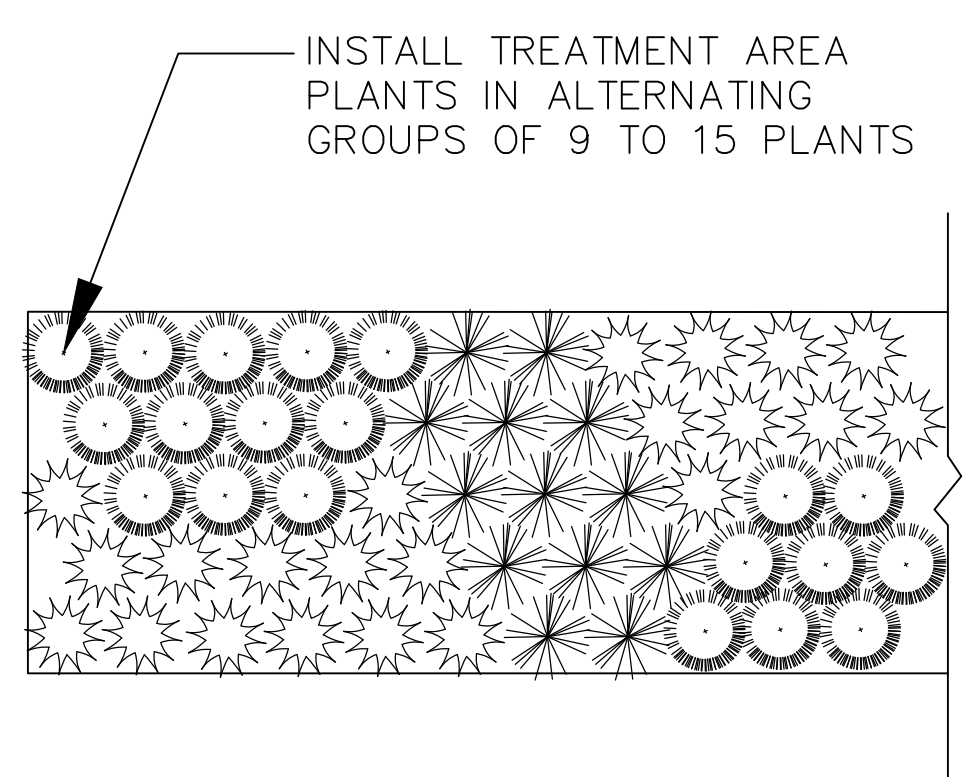 INSTALL TREATMENT AREA
PLANTS IN ALTERNATING
GROUPS OF 9 TO 15 PLANTS